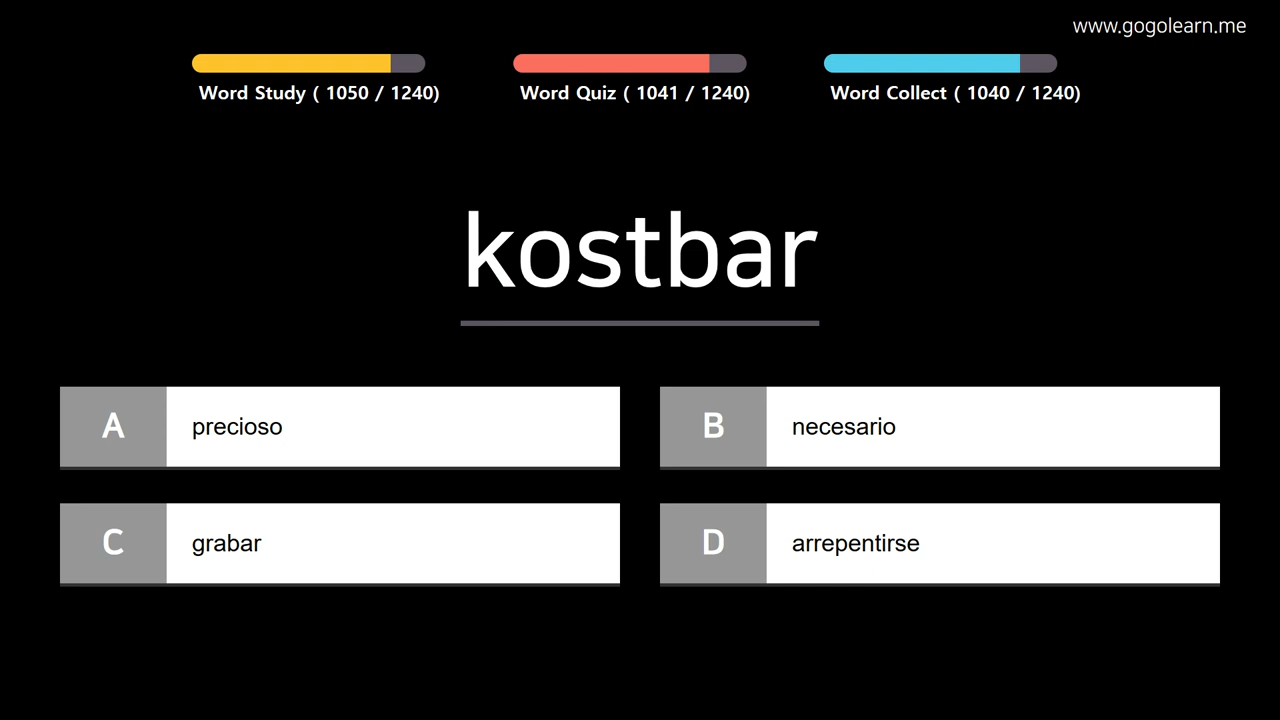 www.gogolearn.me
Word Study ( 1050 / 1240)
Word Quiz ( 1041 / 1240)
Word Collect ( 1040 / 1240)
kostbar
A precioso
B necesario
C grabar
D arrepentirse